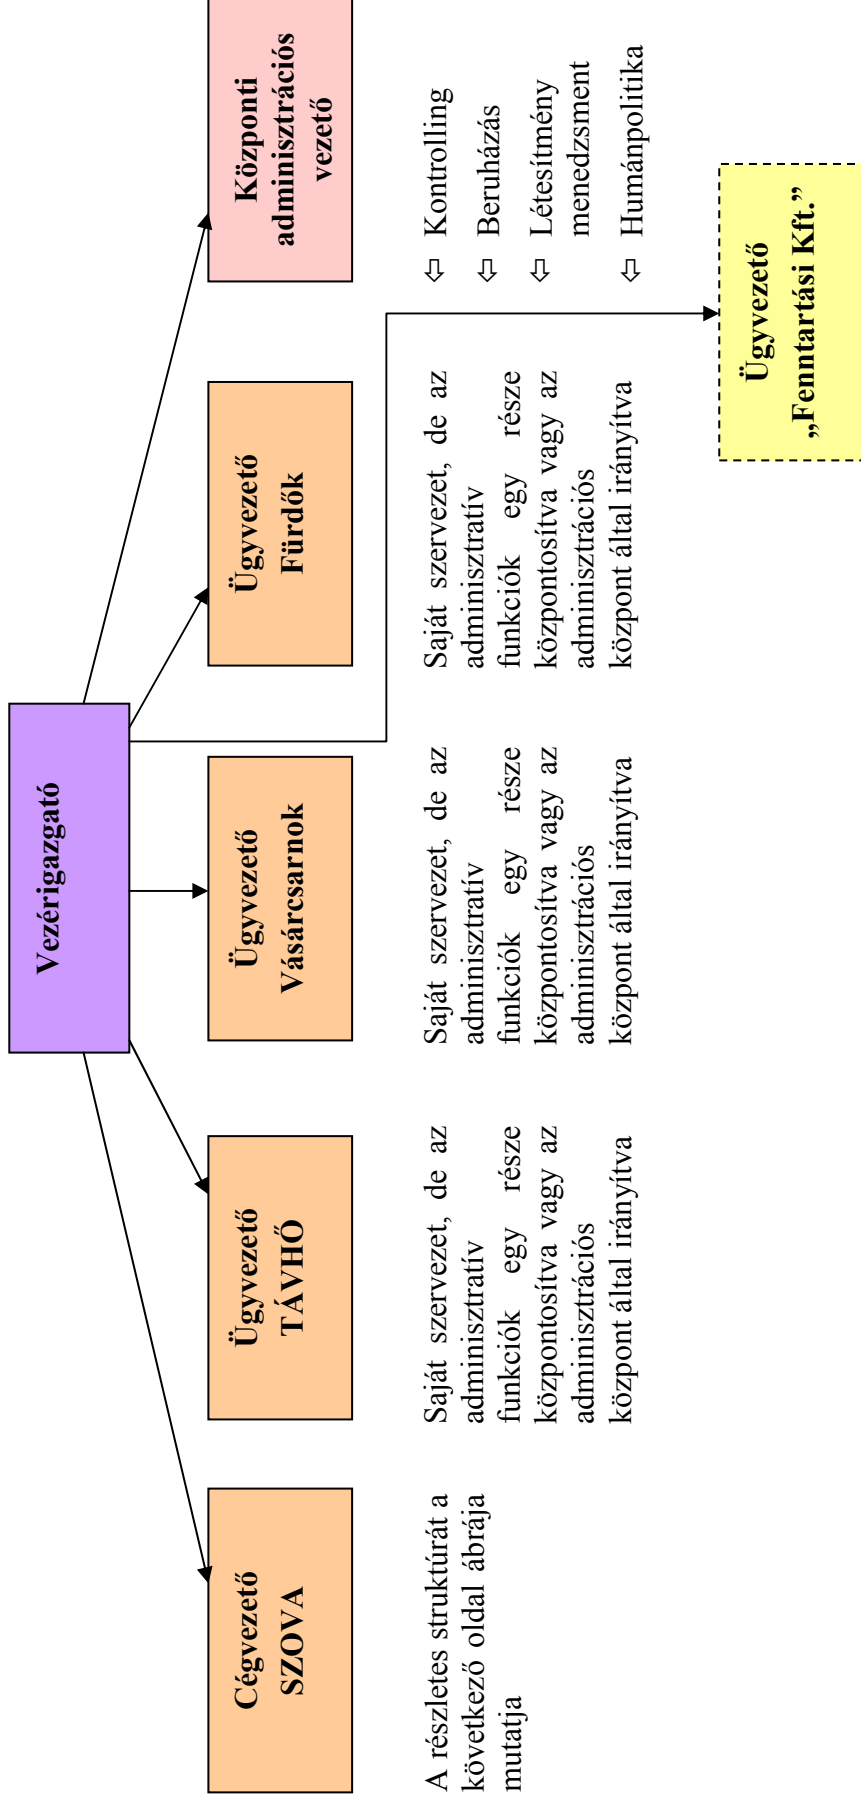 Vezérigazgató
Cégvezető
SZOVA
Ügyvezető
TÁVHŐ
Ügyvezető
Vásárcsarnok
Ügyvezető
Fürdők
Központi
adminisztrációs
vezető
A részletes struktúrát a
következő oldal ábrája
mutatja
Saját szervezet, de az
adminisztratív
funkciók egy része
központosítva vagy az
adminisztrációs
központ által irányítva
Saját szervezet, de az
adminisztratív
funkciók egy része
központosítva vagy az
adminisztrációs
központ által irányítva
Saját szervezet, de az
adminisztratív
funkciók egy része
központosítva vagy az
adminisztrációs
központ által irányítva
⇦ Kontrolling
⇦ Beruházás
⇦ Létesítmény
menedzsment
⇦ Humánpolitika
Ügyvezető
„Fenntartási Kft.”